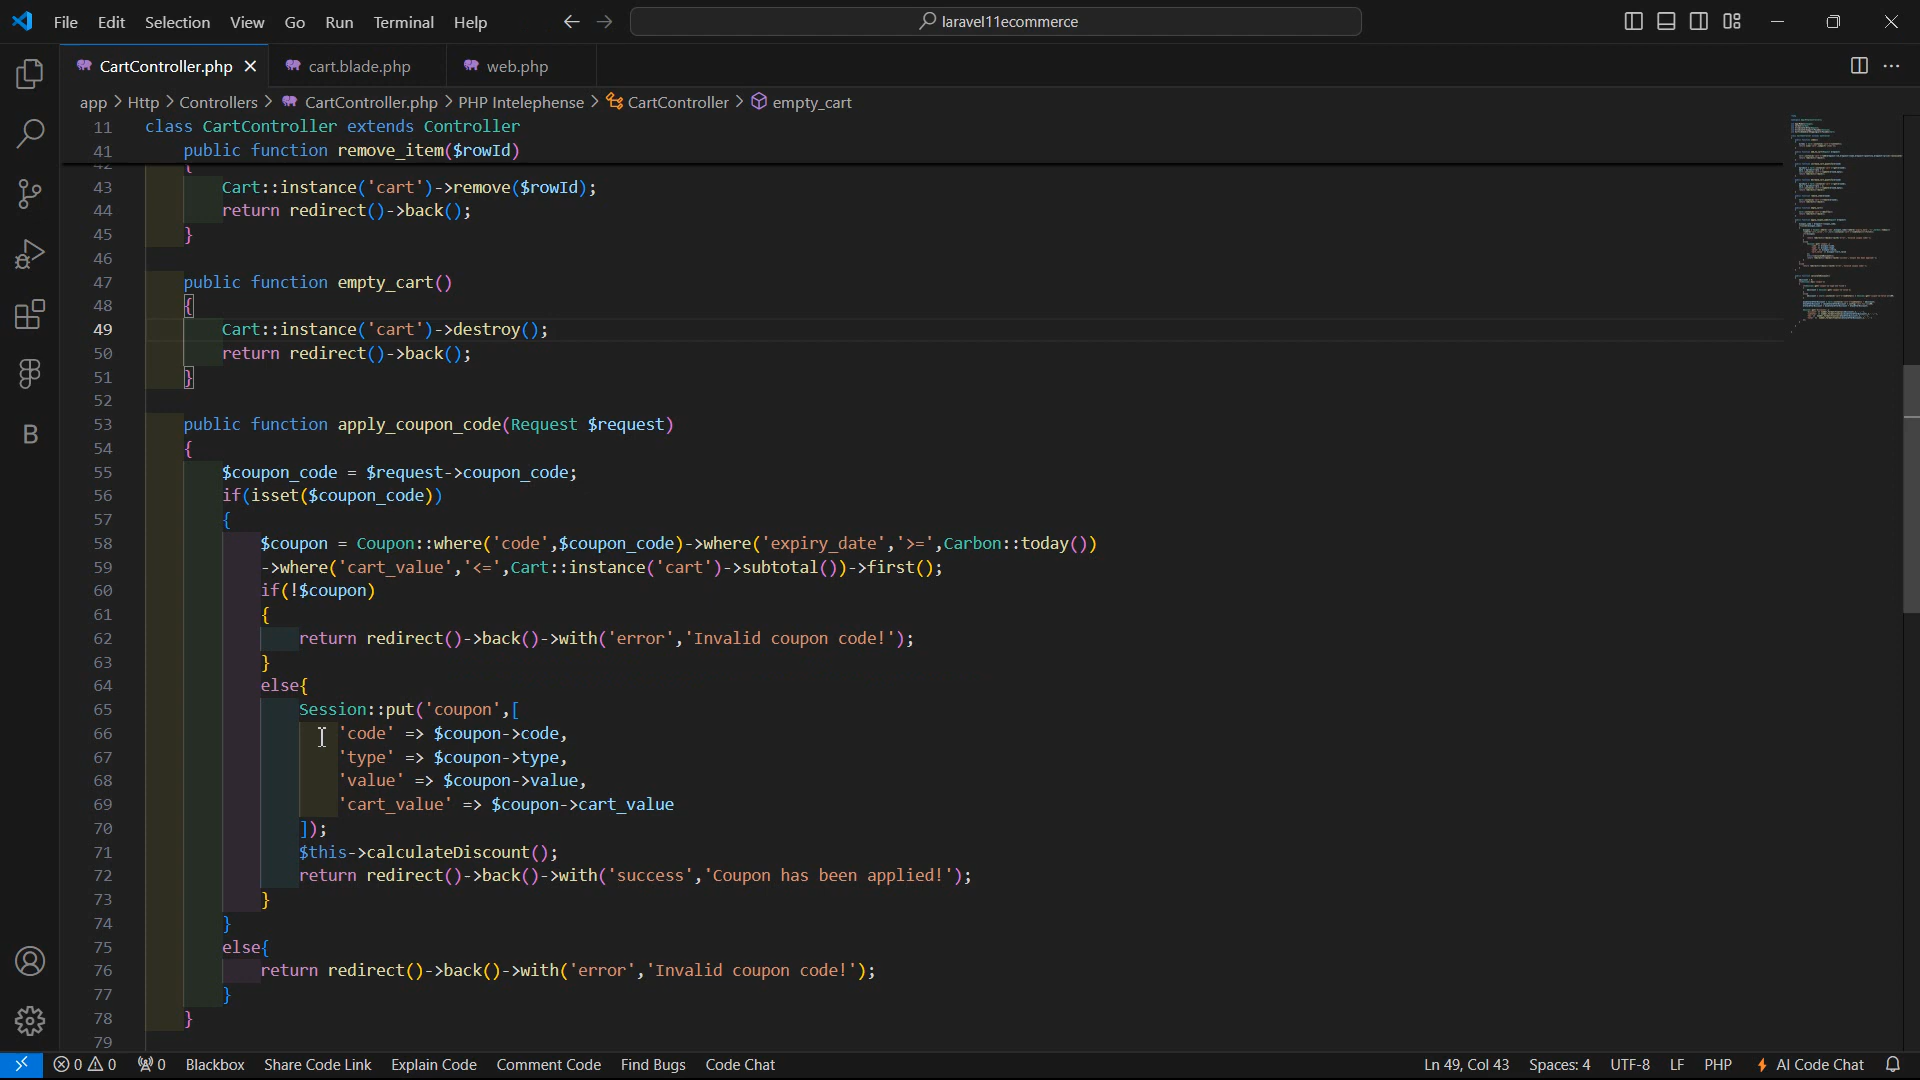 File Edit Selection View Go Run Terminal Help laravel11ecommerce
CartController.php cart.blade.php web.php
app > Http > Controllers > CartController.php > PHP Intelephense > CartController > empty_cart
11 class CartController extends Controller
41 public function remove_item($rowId)
42 {
43 Cart::instance('cart')->remove($rowId);
44 return redirect()->back();
45 }
46
47 public function empty_cart()
48 {
49 Cart::instance('cart')->destroy();
50 return redirect()->back();
51 }
52
53 public function apply_coupon_code(Request $request)
54 {
55 $coupon_code = $request->coupon_code;
56 if(isset($coupon_code))
57 {
58 $coupon = Coupon::where('code',$coupon_code)->where('expiry_date','>=',Carbon::today())
59 ->where('cart_value','<=',Cart::instance('cart')->subtotal())->first();
60 if(!$coupon)
61 {
62 return redirect()->back()->with('error','Invalid coupon code!');
63 }
64 else{
65 Session::put('coupon',[
66 'code' => $coupon->code,
67 'type' => $coupon->type,
68 'value' => $coupon->value,
69 'cart_value' => $coupon->cart_value
70 ]);
71 $this->calculateDiscount();
72 return redirect()->back()->with('success','Coupon has been applied!');
73 }
74 }
75 else{
76 return redirect()->back()->with('error','Invalid coupon code!');
77 }
78 }
79
B
0 0 0 Blackbox Share Code Link Explain Code Comment Code Find Bugs Code Chat Ln 49, Col 43 Spaces: 4 UTF-8 LF PHP AI Code Chat